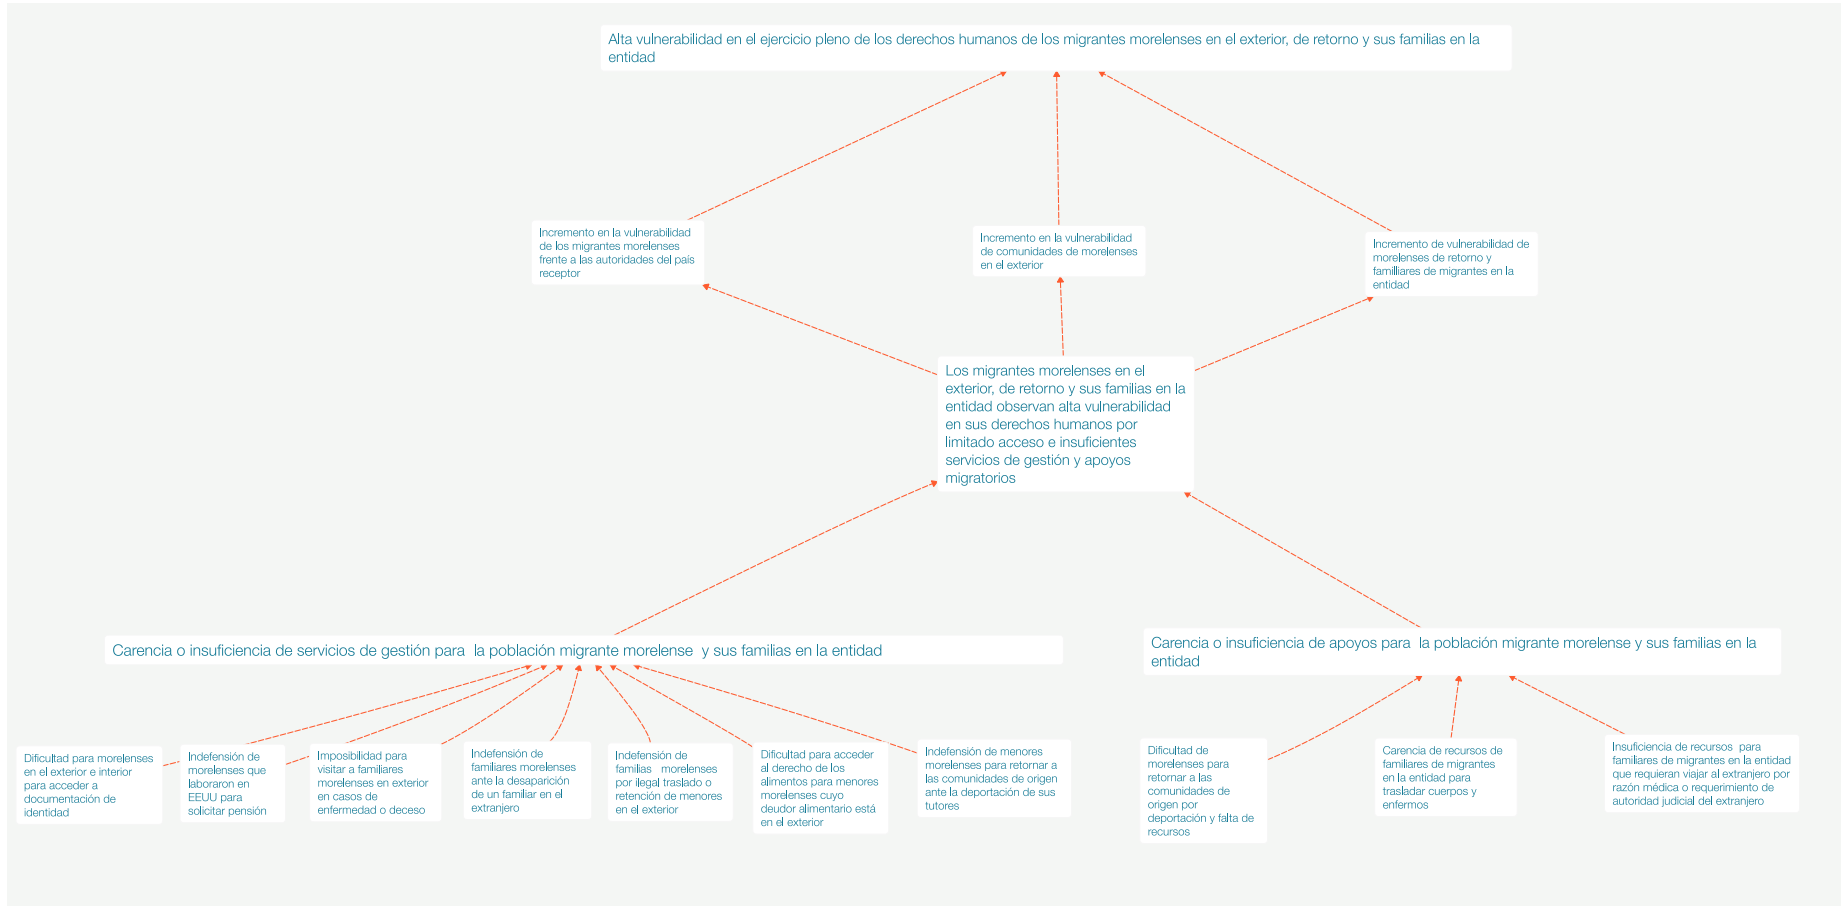 Alta vulnerabilidad en el ejercicio pleno de los derechos humanos de los migrantes morelenses en el exterior, de retorno y sus familias en la
entidad
Incremento en la vulnerabilidad
de los migrantes morelenses
frente a las autoridades del país
receptor
Incremento en la vulnerabilidad
de comunidades de morelenses
en el exterior
Incremento de vulnerabilidad de
morelenses de retorno y
familliares de migrantes en la
entidad
Los migrantes morelenses en el
exterior, de retorno y sus familias en la
entidad observan alta vulnerabilidad
en sus derechos humanos por
limitado acceso e insuficientes
servicios de gestión y apoyos
migratorios
Carencia o insuficiencia de servicios de gestión para la población migrante morelense y sus familias en la entidad
Carencia o insuficiencia de apoyos para la población migrante morelense y sus familias en la
entidad
Dificultad para morelenses
en el exterior e interior
para acceder a
documentación de
identidad
Indefensión de
morelenses que
laboraron en
EEUU para
solicitar pensión
Imposibilidad para
visitar a familiares
morelenses en exterior
en casos de
enfermedad o deceso
Indefensión de
familiares morelenses
ante la desaparición
de un familiar en el
extranjero
Indefensión de
familias morelenses
por ilegal traslado o
retención de menores
en el exterior
Dificultad para acceder
al derecho de los
alimentos para menores
morelenses cuyo
deudor alimentario está
en el exterior
Indefensión de menores
morelenses para retornar a
las comunidades de origen
ante la deportación de sus
tutores
Dificultad de
morelenses para
retornar a las
comunidades de
origen por
deportación y falta de
recursos
Carencia de recursos de
familiares de migrantes
en la entidad para
trasladar cuerpos y
enfermos
Insuficiencia de recursos para
familiares de migrantes en la entidad
que requieran viajar al extranjero por
razón médica o requerimiento de
autoridad judicial del extranjero